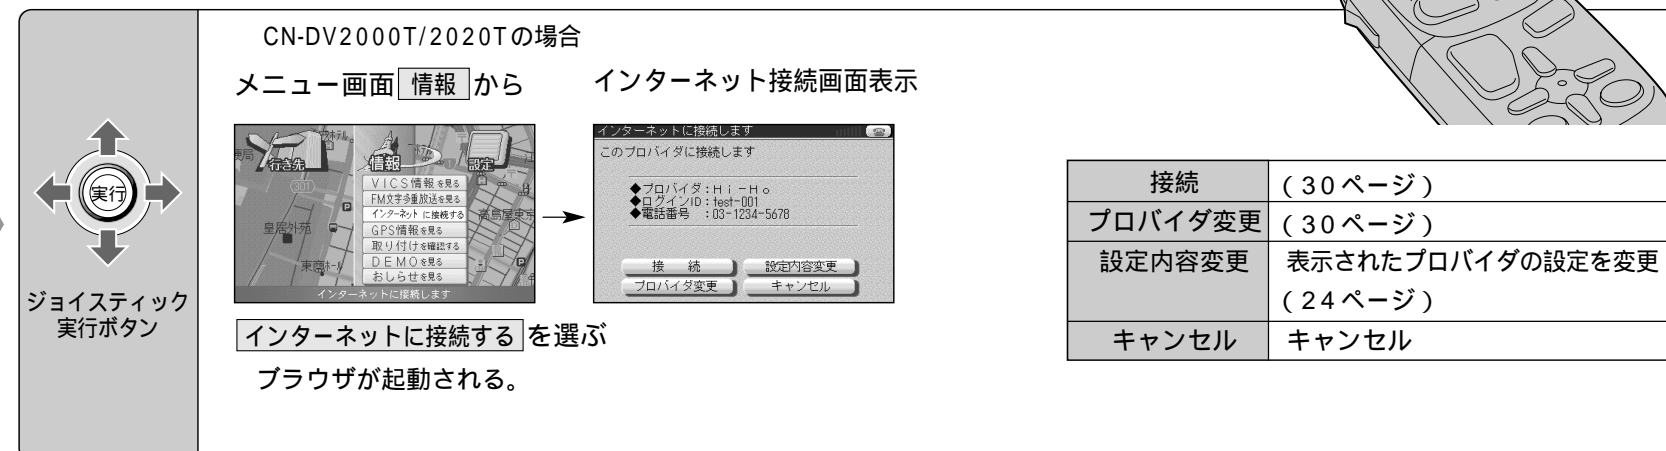 CN-DV2000T/2020Tの場合
メニュー画面 情報 から
インターネット接続画面表示
行き先
情報
設定
VICS情報を見る
FM文字多重放送を見る
インターネットに接続する
GPS情報を見る
取り付けを確認する
DEMOを見る
おしらせを見る
301
皇居外苑
インターネットに接続します
インターネットに接続します
このプロバイダに接続します
◆プロバイダ:Hi-Ho
◆ログインID:test-001
◆電話番号 :03-1234-5678
接 続
設定内容変更
プロバイダ変更
キャンセル
実行
ジョイスティック
実行ボタン
インターネットに接続する を選ぶ
ブラウザが起動される。
接続 (30ページ)
プロバイダ変更 (30ページ)
設定内容変更 表示されたプロバイダの設定を変更
(24ページ)
キャンセル キャンセル